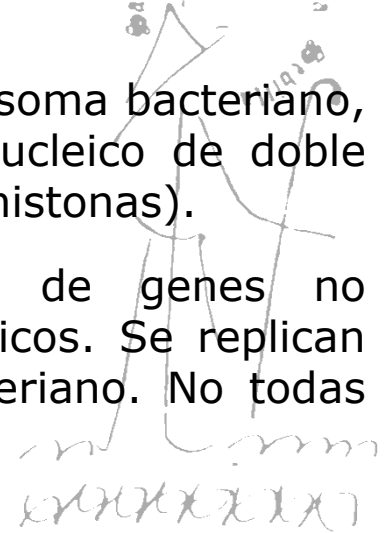 soma bacteriano,
ucleico de doble
histonas).
de genes no
icos. Se replican
eriano. No todas